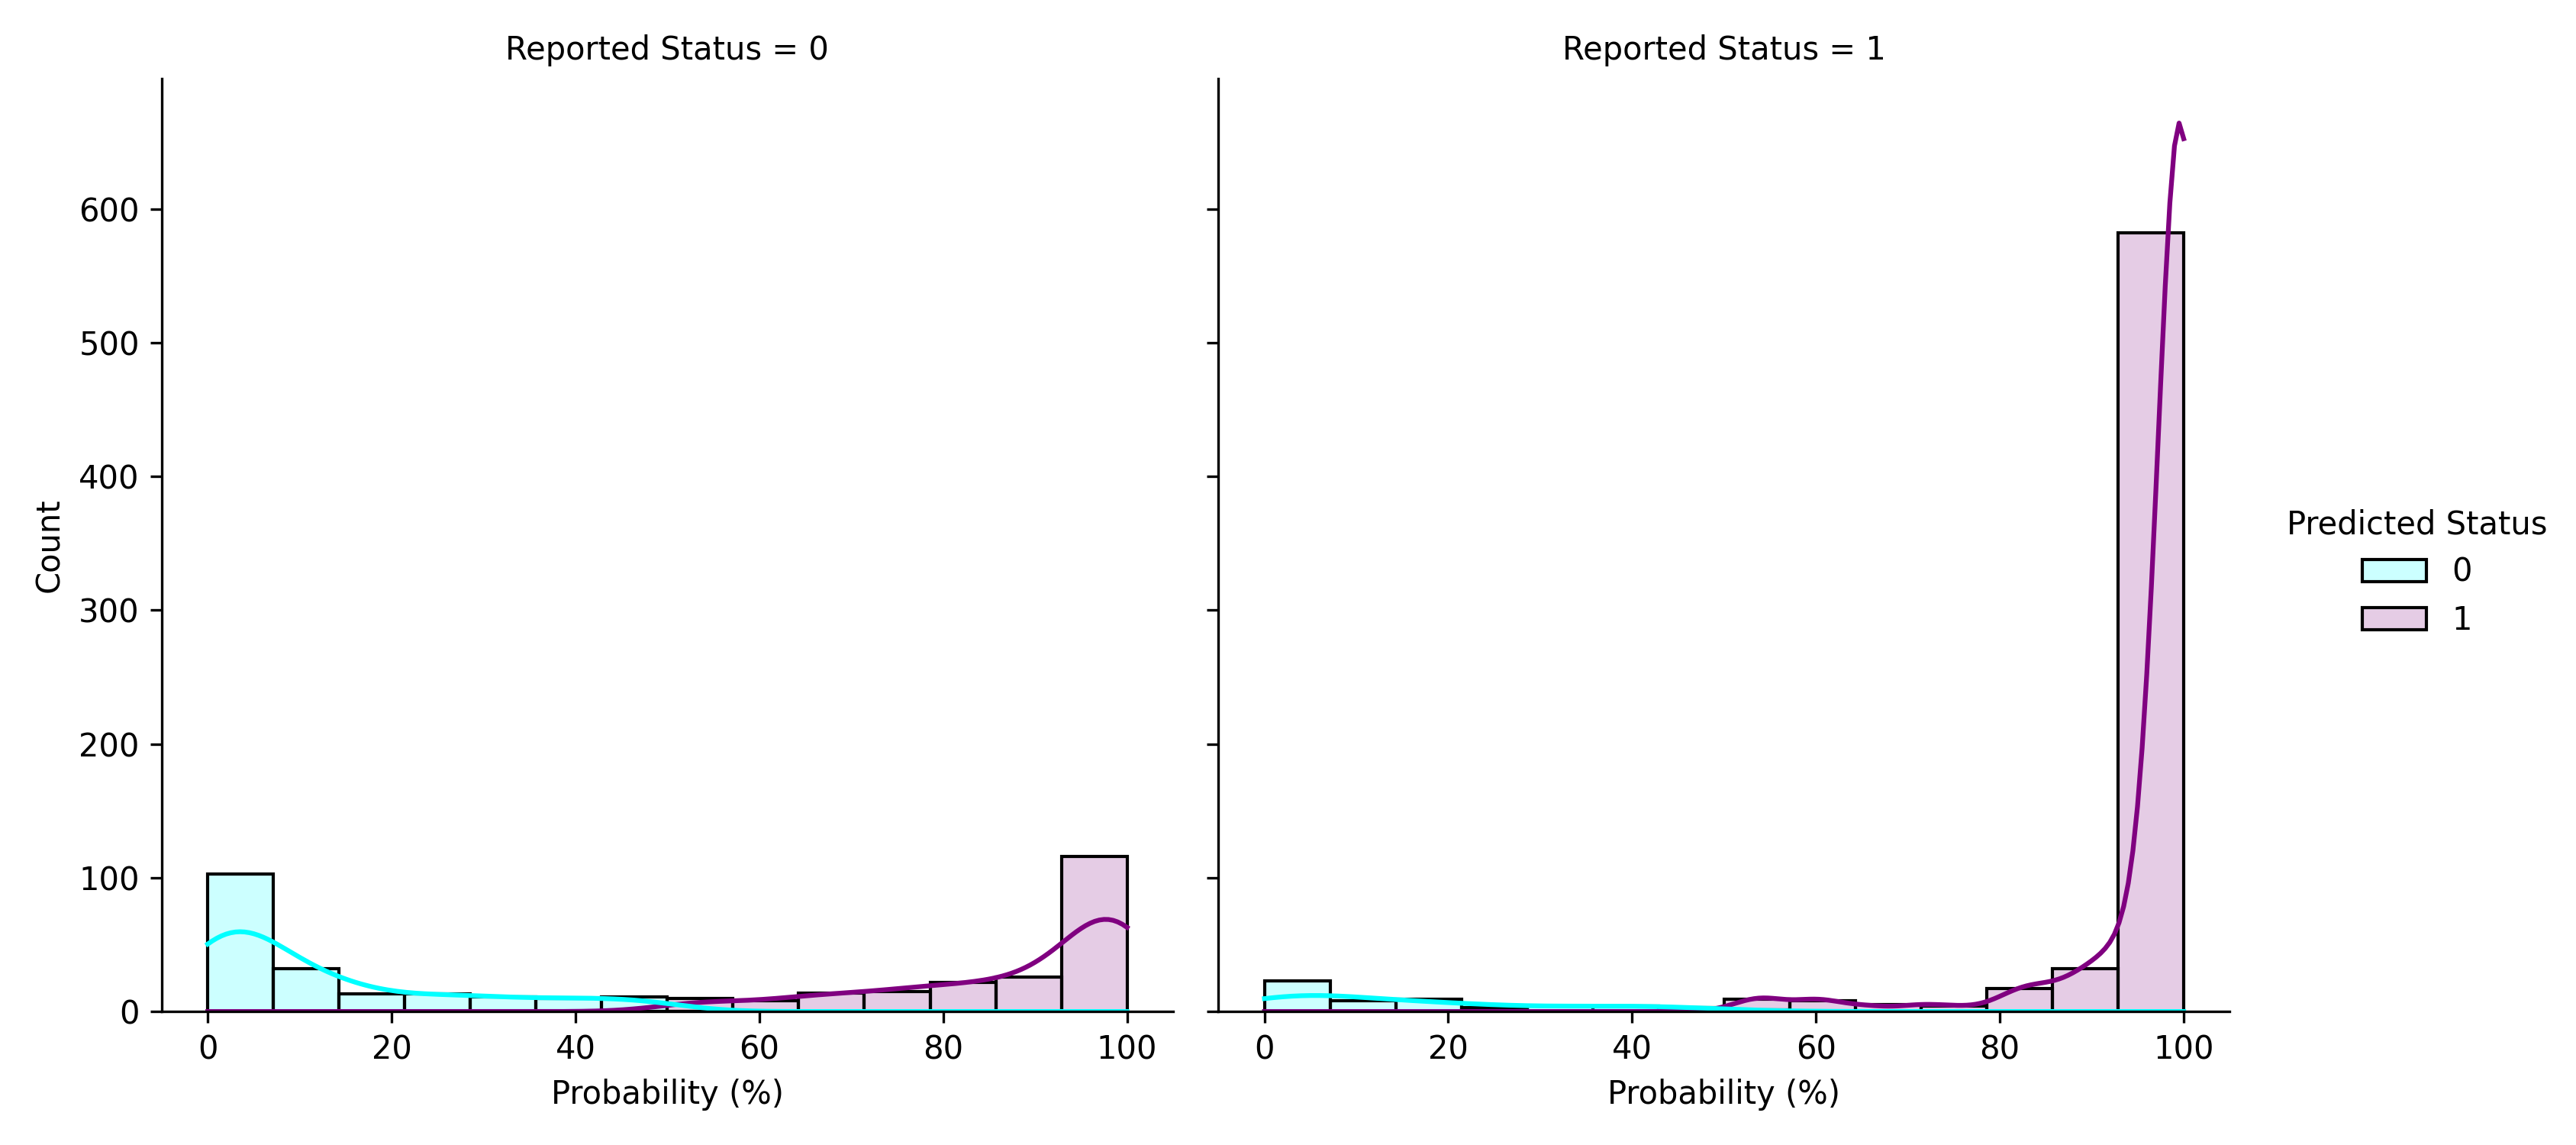 Reported Status = 0
Reported Status = 1
600
500
400
300
200
100
0
Count
0 20 40 60 80 100
0 20 40 60 80 100
Probability (%)
Probability (%)
Predicted Status
0
1